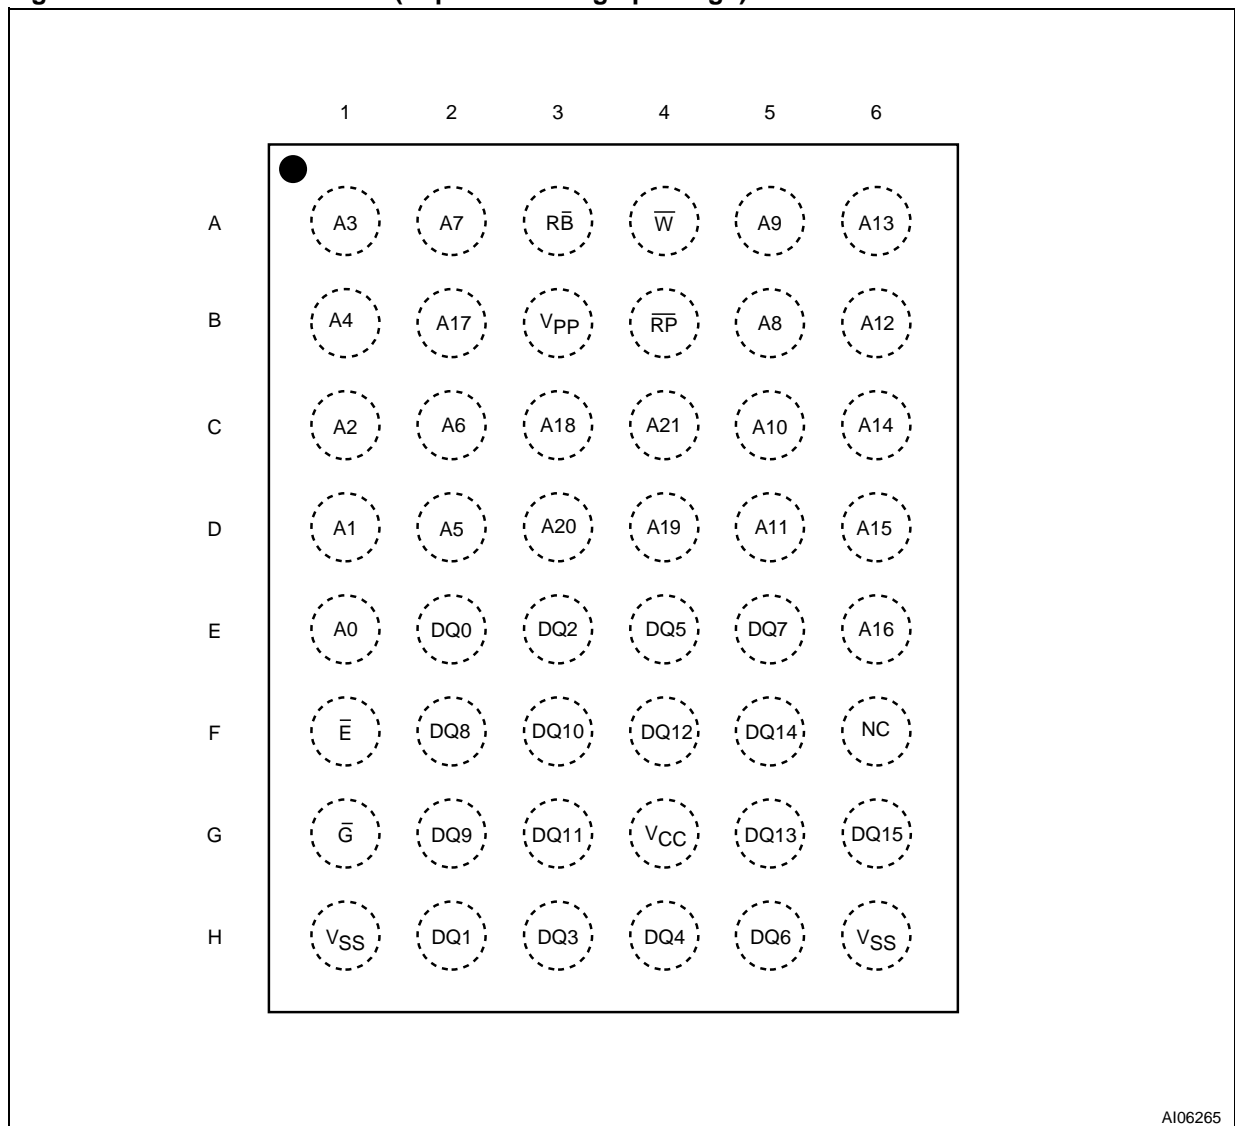 1 2 3 4 5 6
A A3 A7 RB̅ W̅ A9 A13
B A4 A17 VPP R̅P̅ A8 A12
C A2 A6 A18 A21 A10 A14
D A1 A5 A20 A19 A11 A15
E A0 DQ0 DQ2 DQ5 DQ7 A16
F E̅ DQ8 DQ10 DQ12 DQ14 NC
G G̅ DQ9 DQ11 VCC DQ13 DQ15
H VSS DQ1 DQ3 DQ4 DQ6 VSS
AI06265